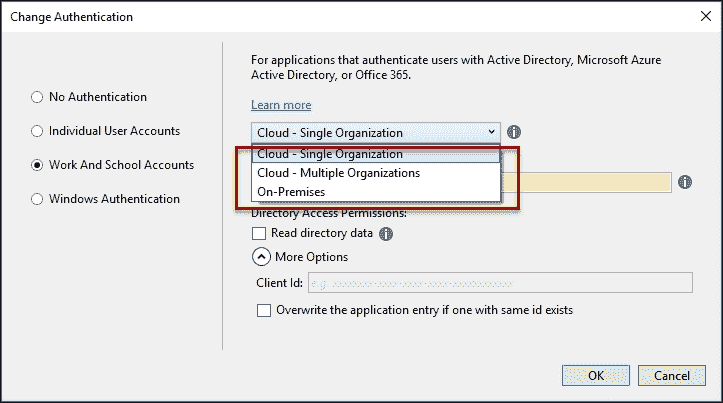 Change Authentication
No Authentication
Individual User Accounts
Work And School Accounts
Windows Authentication
For applications that authenticate users with Active Directory, Microsoft Azure
Active Directory, or Office 365.
Learn more
Cloud - Single Organization
Cloud - Single Organization
Cloud - Multiple Organizations
On-Premises
Directory Access Permissions:
Read directory data
More Options
Client Id:
e.g.
Overwrite the application entry if one with same id exists
OK
Cancel